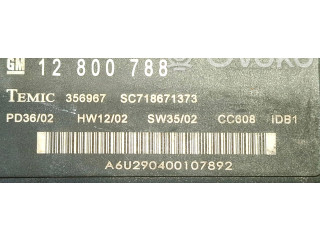 GM 12 800 788
TEMIC 356967 SC718671373
PD36/02 HW12/02 SW35/02 CC608 iDB1
A6U290400107892